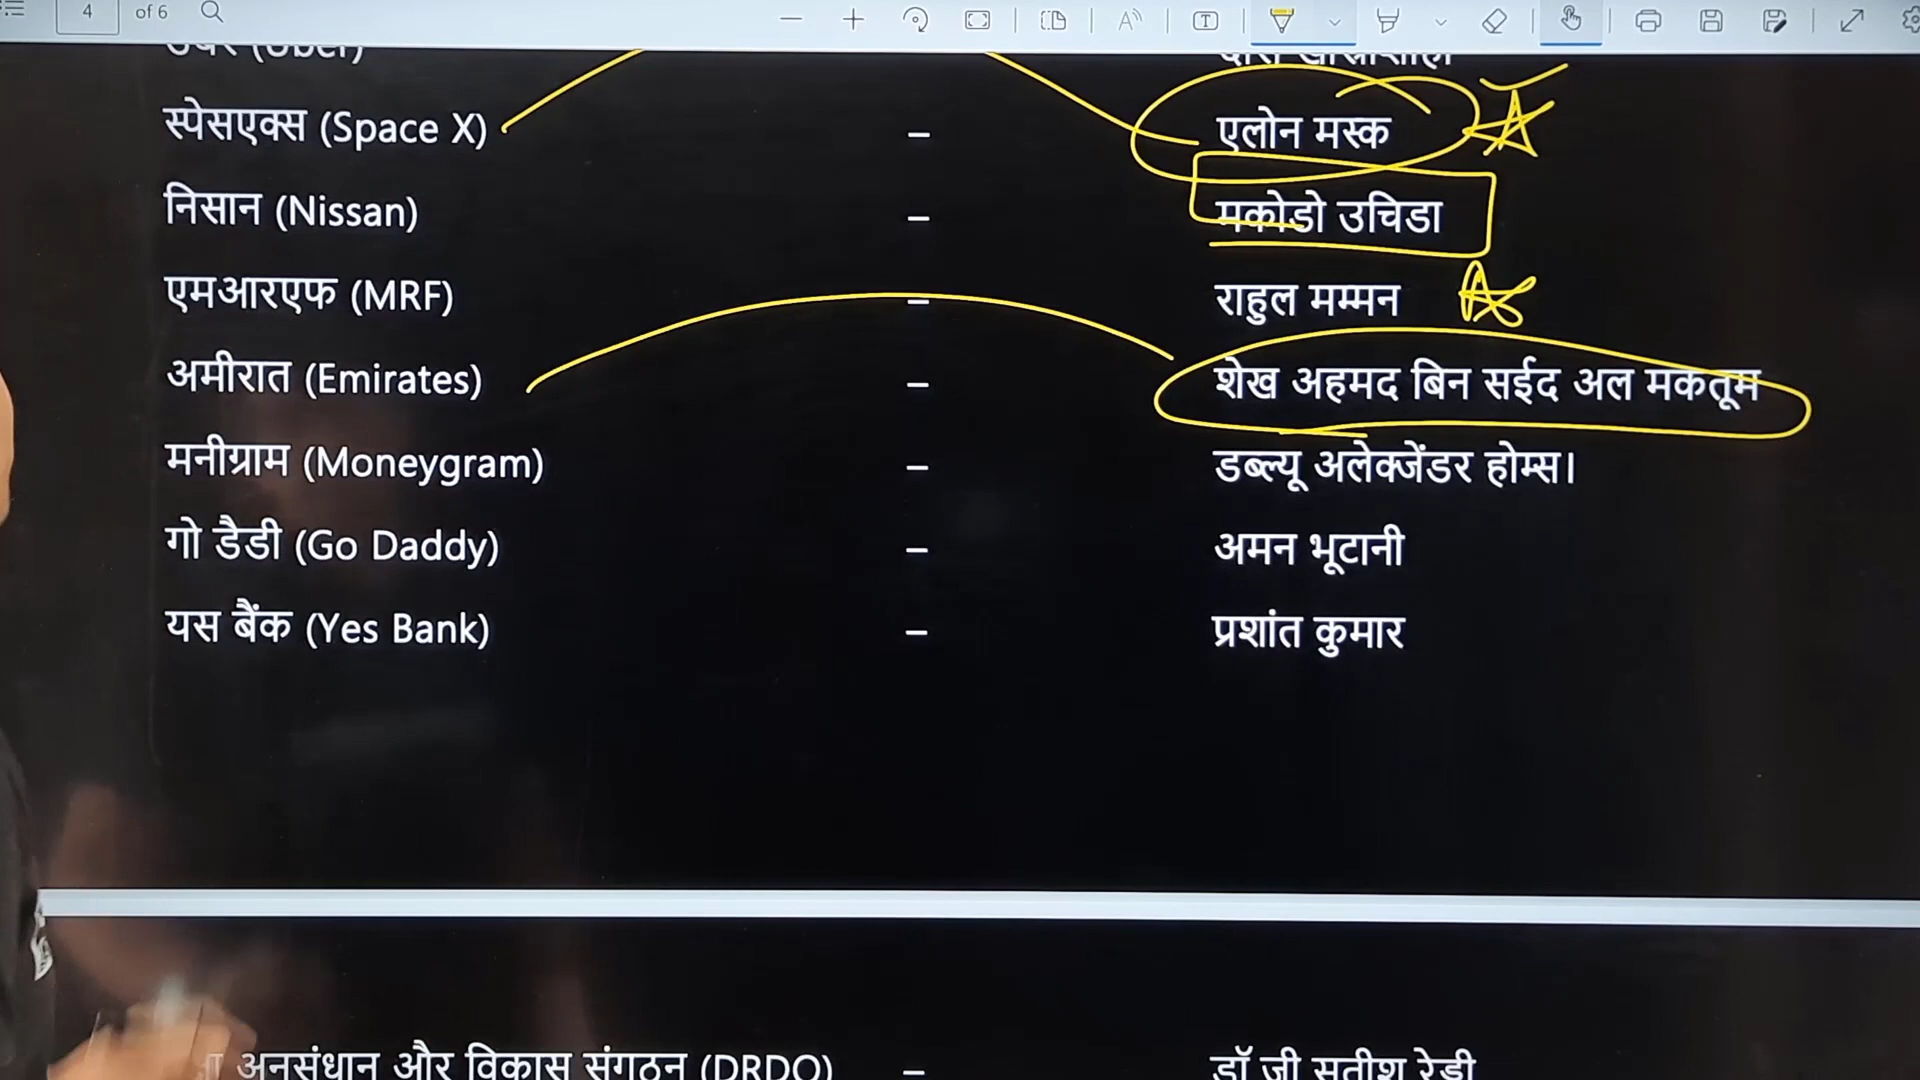 4 of 6
(Uber)
स्पेसएक्स (Space X) – एलोन मस्क
निसान (Nissan) – मकोडो उचिडा
एमआरएफ (MRF) – राहुल मम्मन
अमीरात (Emirates) – शेख अहमद बिन सईद अल मकतूम
मनीग्राम (Moneygram) – डब्ल्यू अलेक्जेंडर होम्स।
गो डैडी (Go Daddy) – अमन भूटानी
यस बैंक (Yes Bank) – प्रशांत कुमार
अनुसंधान और विकास संगठन (DRDO) – डॉ जी सतीश रेड्डी